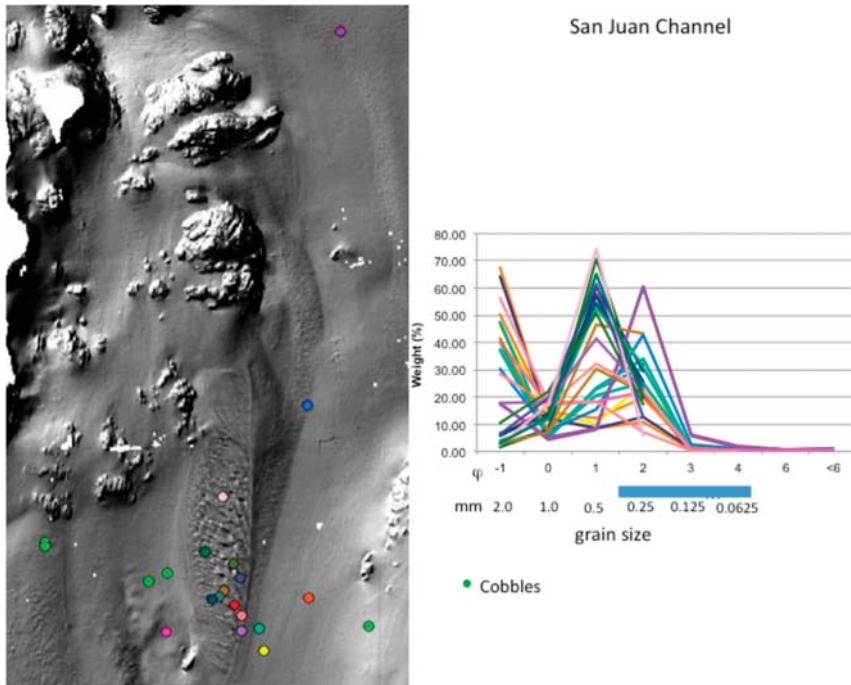 San Juan Channel
80.00
70.00
60.00
50.00
40.00
30.00
20.00
10.00
0.00
Weight (%)
φ -1 0 1 2 3 4 6 <6
mm 2.0 1.0 0.5 0.25 0.125 0.0625
grain size
Cobbles